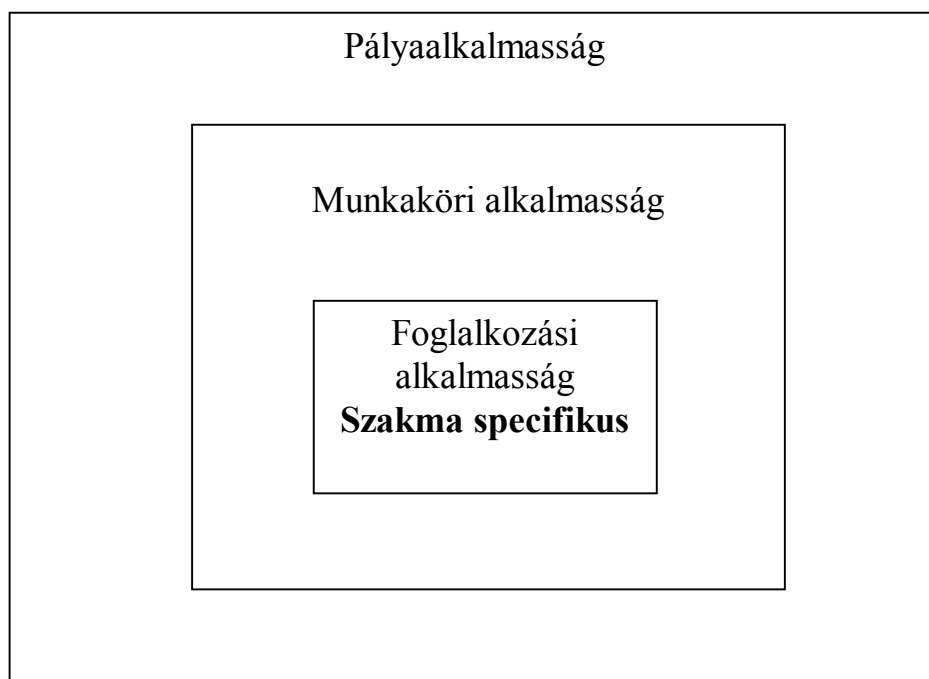 Pályaalkalmasság
Munkaköri alkalmasság
Foglalkozási
alkalmasság
Szakma specifikus